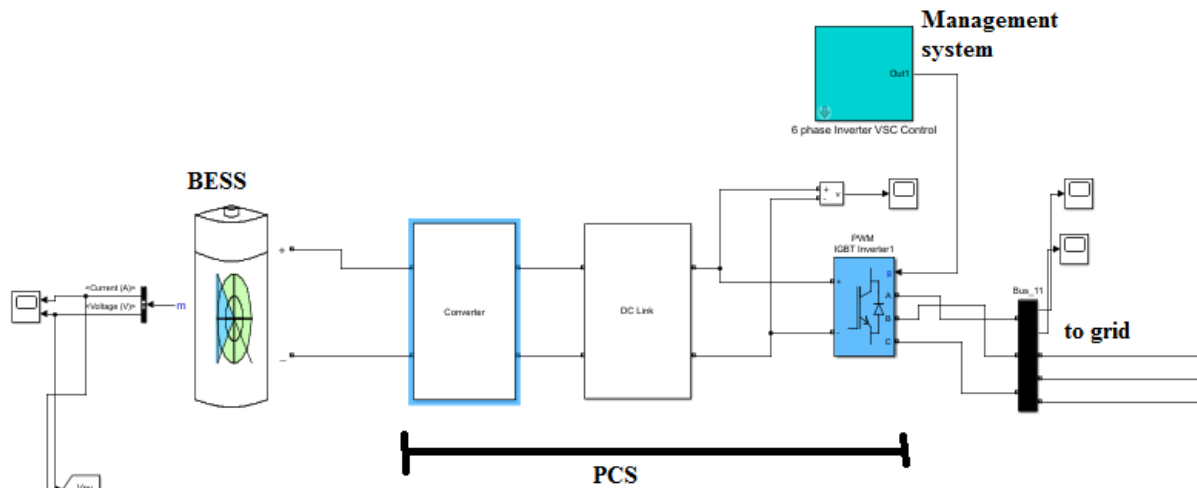 Management
system
Out1
6 phase Inverter VSC Control
BESS
+
-
v
PWM
IGBT Inverter1
<Current (A)>
<Voltage (V)>
m
+
Converter
DC Link
+
g
A
B
-
C
Bus_11
to grid
_
PCS